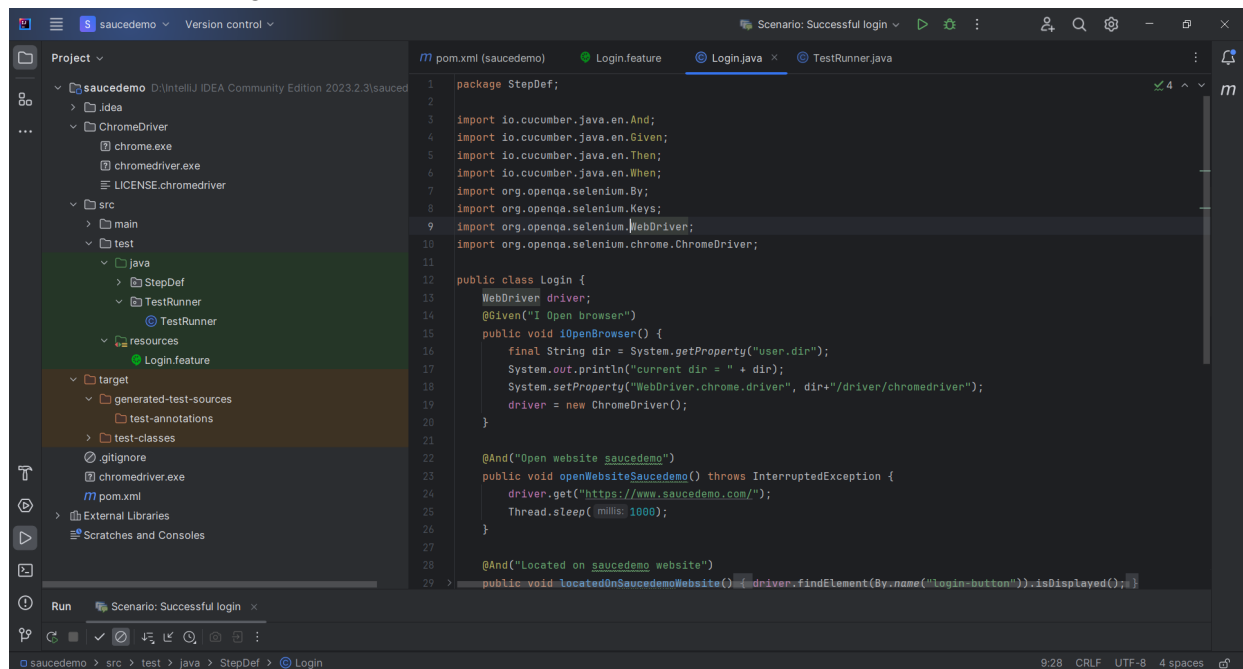 S saucedemo Version control Scenario: Successful login
Project
saucedemo D:\IntelliJ IDEA Community Edition 2023.2.3\sauced
.idea
ChromeDriver
chrome.exe
chromedriver.exe
LICENSE.chromedriver
src
main
test
java
StepDef
TestRunner
TestRunner
resources
Login.feature
target
generated-test-sources
test-annotations
test-classes
.gitignore
chromedriver.exe
pom.xml
External Libraries
Scratches and Consoles
pom.xml (saucedemo) Login.feature Login.java TestRunner.java
4
1 package StepDef;
2
3 import io.cucumber.java.en.And;
4 import io.cucumber.java.en.Given;
5 import io.cucumber.java.en.Then;
6 import io.cucumber.java.en.When;
7 import org.openqa.selenium.By;
8 import org.openqa.selenium.Keys;
9 import org.openqa.selenium.WebDriver;
10 import org.openqa.selenium.chrome.ChromeDriver;
11
12 public class Login {
13 WebDriver driver;
14 @Given("I Open browser")
15 public void iOpenBrowser() {
16 final String dir = System.getProperty("user.dir");
17 System.out.println("current dir = " + dir);
18 System.setProperty("WebDriver.chrome.driver", dir+"/driver/chromedriver");
19 driver = new ChromeDriver();
20 }
21
22 @And("Open website saucedemo")
23 public void openWebsiteSaucedemo() throws InterruptedException {
24 driver.get("https://www.saucedemo.com/");
25 Thread.sleep( millis: 1000);
26 }
27
28 @And("Located on saucedemo website")
29 public void locatedOnSaucedemoWebsite() { driver.findElement(By.name("login-button")).isDisplayed(); }
Run Scenario: Successful login
saucedemo > src > test > java > StepDef > Login 9:28 CRLF UTF-8 4 spaces